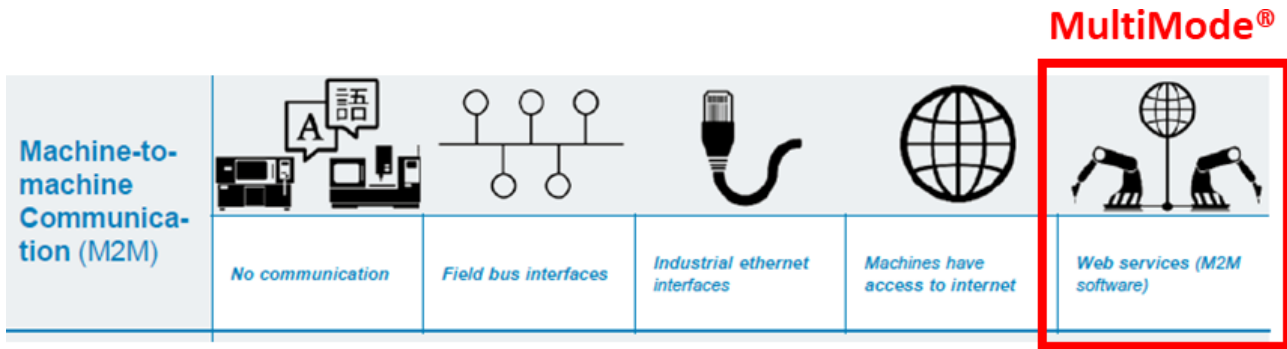 MultiMode®
Machine-to-
machine
Communica-
tion (M2M)
A
語
No communication
Field bus interfaces
Industrial ethernet
interfaces
Machines have
access to internet
Web services (M2M
software)